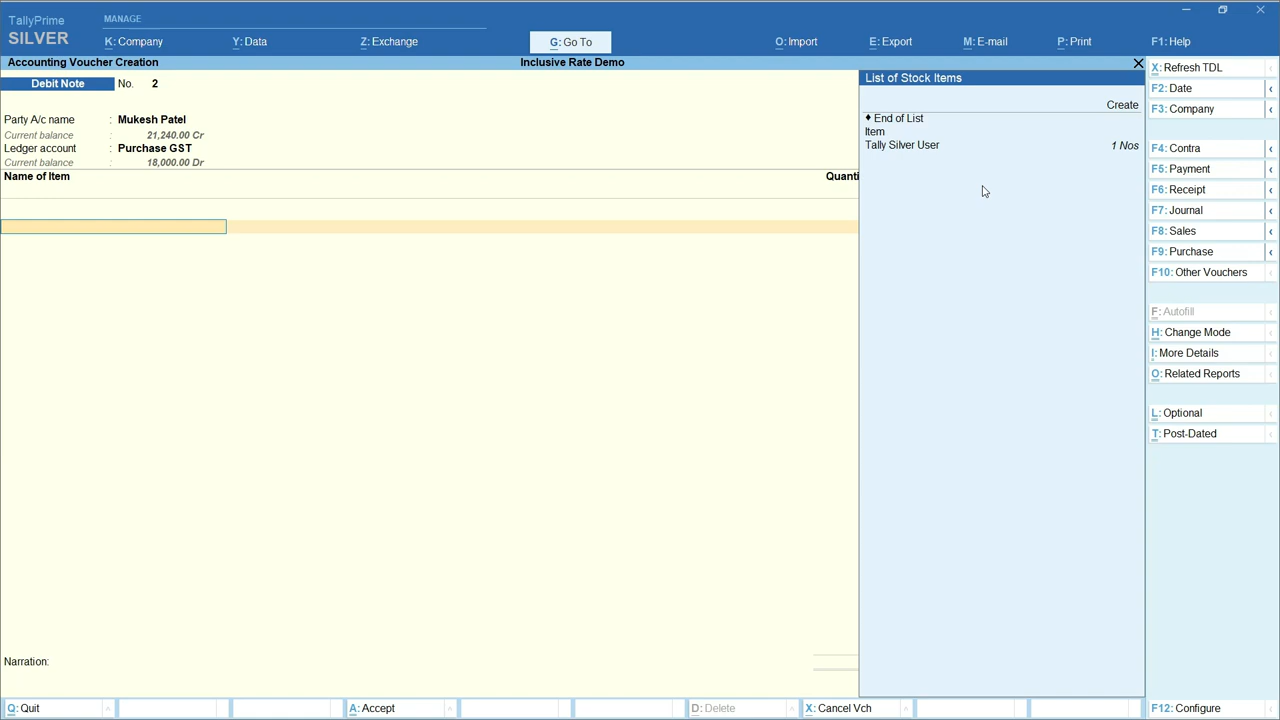 TallyPrime
MANAGE
SILVER
K: Company
Y: Data
Z: Exchange
G: Go To
O: Import
E: Export
M: E-mail
P: Print
F1: Help
Accounting Voucher Creation
Inclusive Rate Demo
Debit Note No. 2
Party A/c name : Mukesh Patel
Current balance : 21,240.00 Cr
Ledger account : Purchase GST
Current balance : 18,000.00 Dr
Name of Item Quanti
Narration:
List of Stock Items
Create
♦ End of List
Item
Tally Silver User 1 Nos
X: Refresh TDL
F2: Date
F3: Company
F4: Contra
F5: Payment
F6: Receipt
F7: Journal
F8: Sales
F9: Purchase
F10: Other Vouchers
F: Autofill
H: Change Mode
I: More Details
O: Related Reports
L: Optional
T: Post-Dated
Q: Quit
A: Accept
D: Delete
X: Cancel Vch
F12: Configure